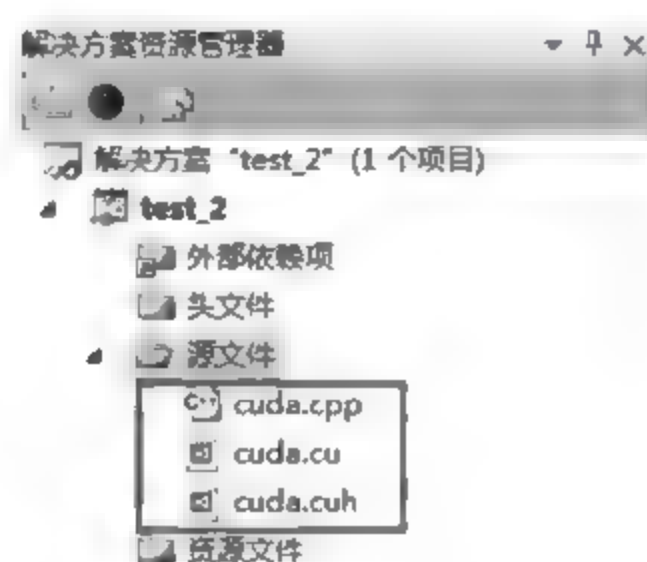 解决方案资源管理器
解决方案 "test_2" (1 个项目)
test_2
外部依赖项
头文件
源文件
C++ cuda.cpp
cuda.cu
cuda.cuh
资源文件